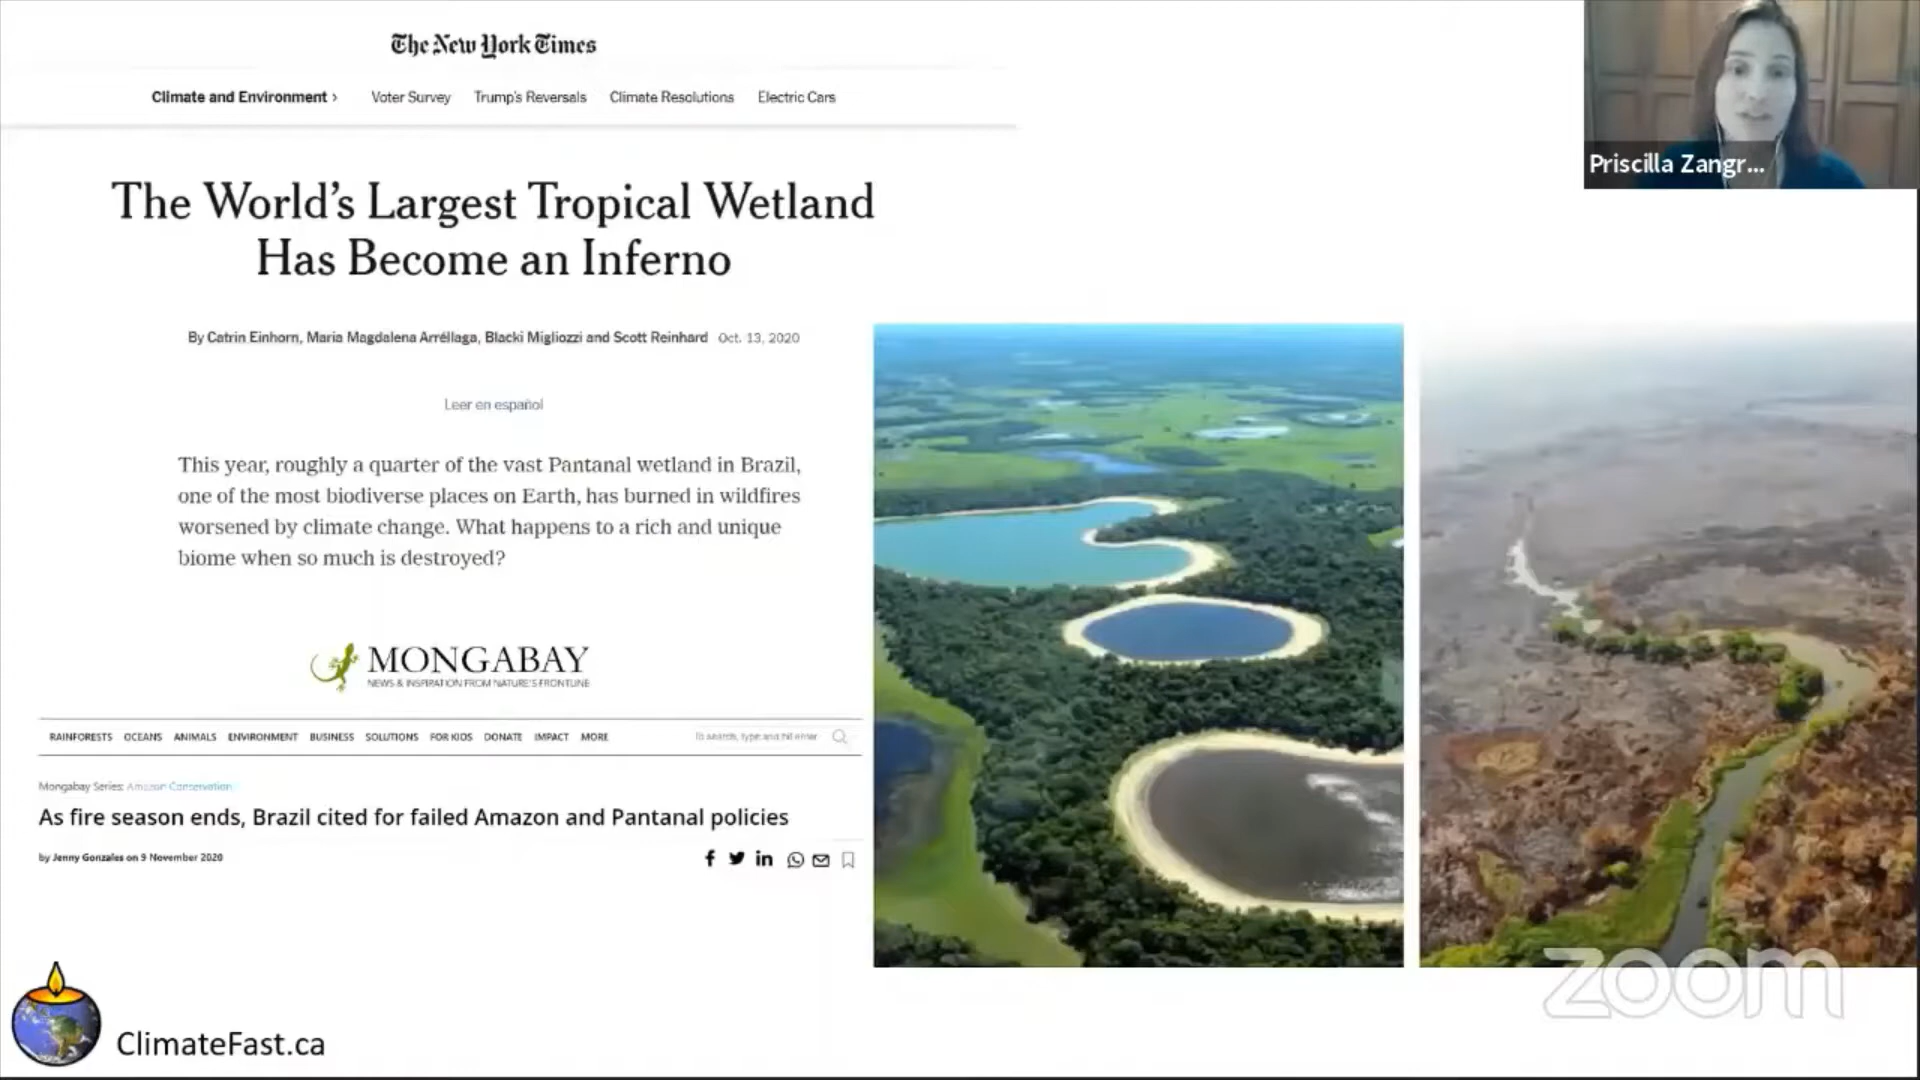 The New York Times
Climate and Environment › Voter Survey Trump's Reversals Climate Resolutions Electric Cars
Priscilla Zangr...
The World's Largest Tropical Wetland
Has Become an Inferno
By Catrin Einhorn, Maria Magdalena Arréllaga, Blacki Migliozzi and Scott Reinhard Oct. 13, 2020
Leer en español
This year, roughly a quarter of the vast Pantanal wetland in Brazil,
one of the most biodiverse places on Earth, has burned in wildfires
worsened by climate change. What happens to a rich and unique
biome when so much is destroyed?
MONGABAY
NEWS & INSPIRATION FROM NATURE'S FRONTLINE
RAINFORESTS OCEANS ANIMALS ENVIRONMENT BUSINESS SOLUTIONS FOR KIDS DONATE IMPACT MORE To search, type and hit enter
Mongabay Series: Amazon Conservation
As fire season ends, Brazil cited for failed Amazon and Pantanal policies
by Jenny Gonzales on 9 November 2020
zoom
ClimateFast.ca